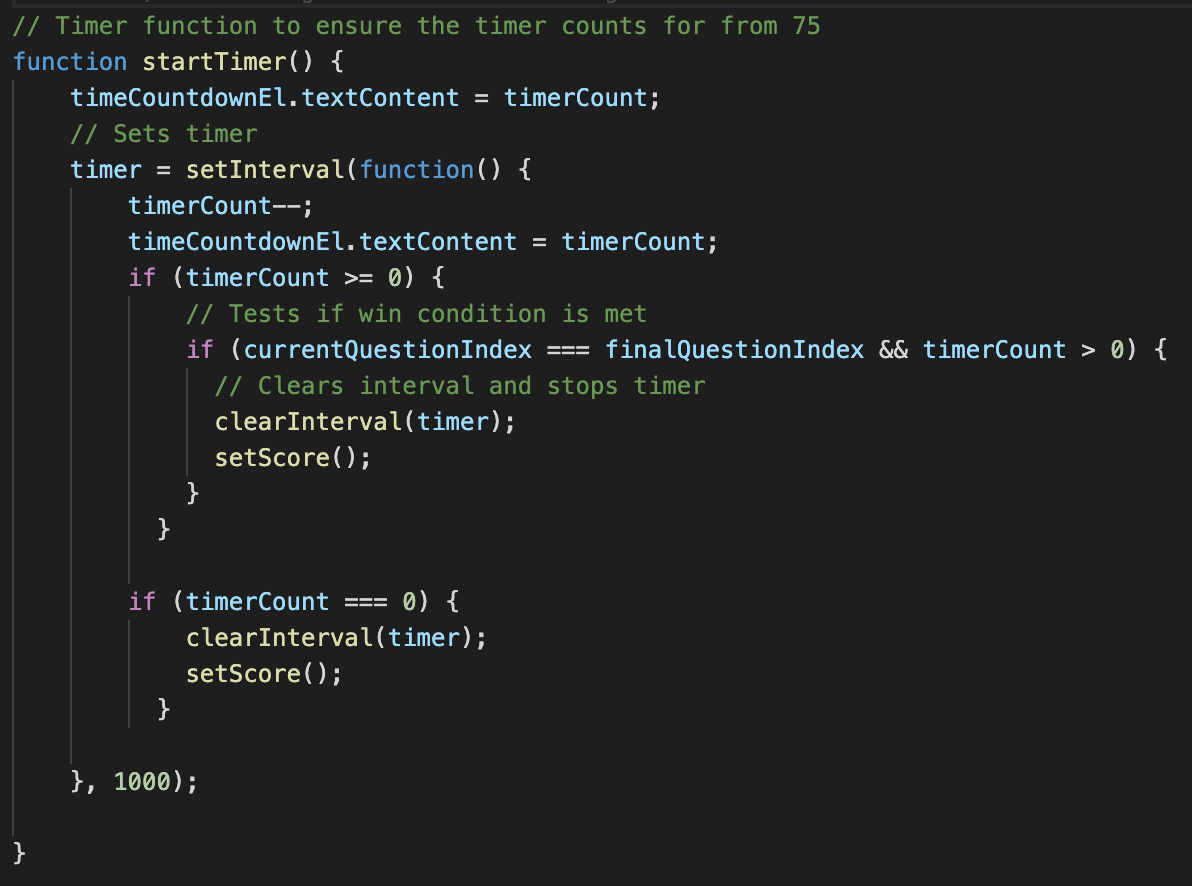 // Timer function to ensure the timer counts for from 75
function startTimer() {
    timeCountdownEl.textContent = timerCount;
    // Sets timer
    timer = setInterval(function() {
        timerCount--;
        timeCountdownEl.textContent = timerCount;
        if (timerCount >= 0) {
            // Tests if win condition is met
            if (currentQuestionIndex === finalQuestionIndex && timerCount > 0) {
              // Clears interval and stops timer
              clearInterval(timer);
              setScore();
            }
          }

        if (timerCount === 0) {
            clearInterval(timer);
            setScore();
          }

    }, 1000);

}